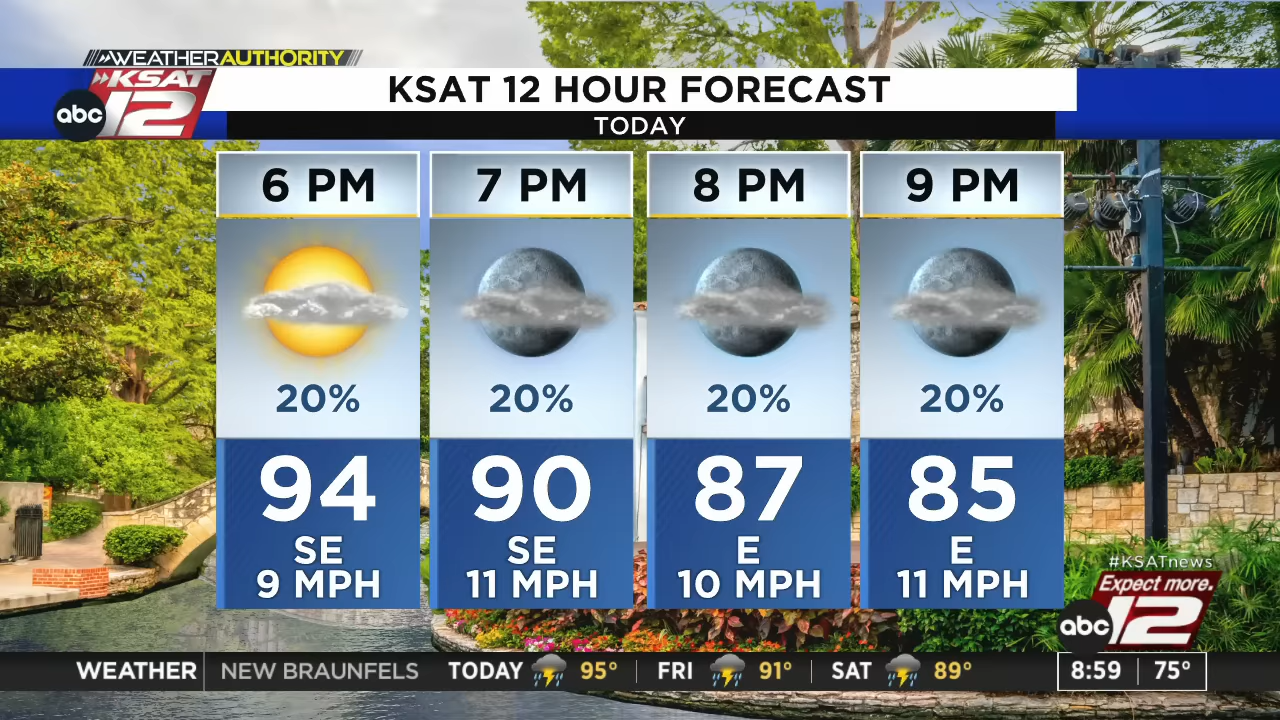 WEATHERAUTHORITY
KSAT
abc 12
KSAT 12 HOUR FORECAST
TODAY
6 PM 7 PM 8 PM 9 PM
20% 20% 20% 20%
94 90 87 85
SE SE E E
9 MPH 11 MPH 10 MPH 11 MPH
#KSATnews
Expect more.
abc 12
WEATHER NEW BRAUNFELS TODAY 95° FRI 91° SAT 89° 8:59 75°